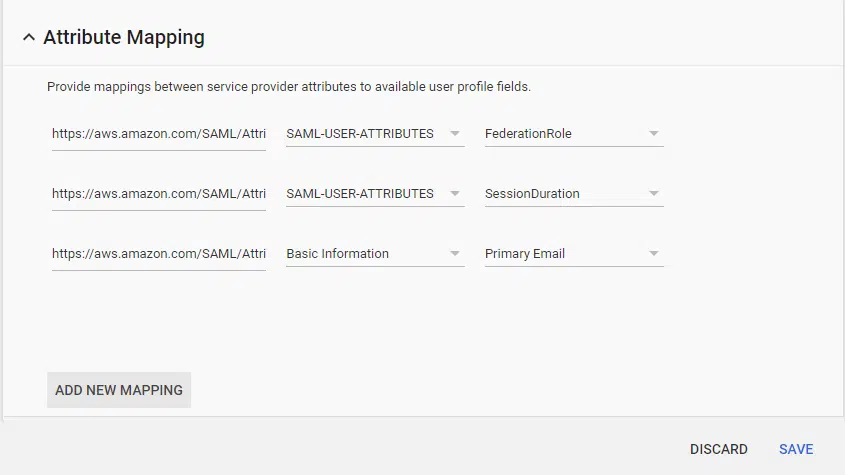 Attribute Mapping
Provide mappings between service provider attributes to available user profile fields.
https://aws.amazon.com/SAML/Attri SAML-USER-ATTRIBUTES FederationRole
https://aws.amazon.com/SAML/Attri SAML-USER-ATTRIBUTES SessionDuration
https://aws.amazon.com/SAML/Attri Basic Information Primary Email
ADD NEW MAPPING
DISCARD SAVE